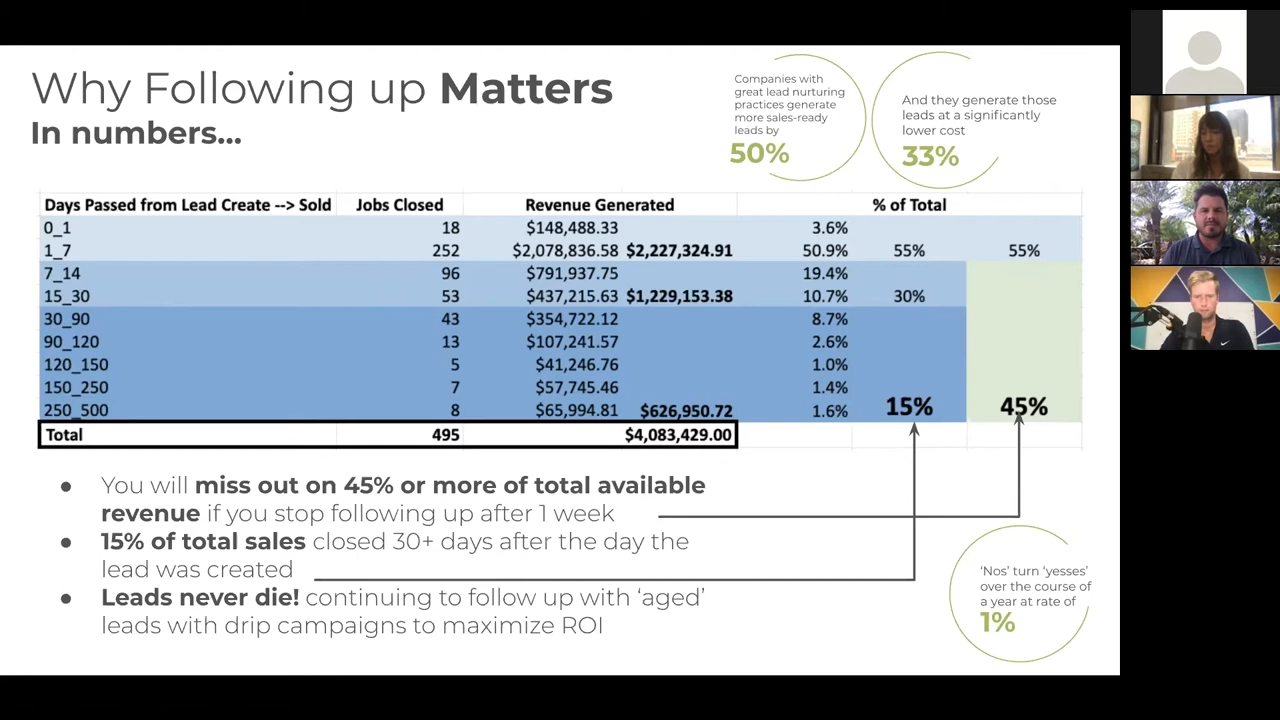 Why Following up Matters
In numbers...
Companies with
great lead nurturing
practices generate
more sales-ready
leads by
50%
And they generate those
leads at a significantly
lower cost
33%
Days Passed from Lead Create --> Sold Jobs Closed Revenue Generated % of Total
0_1 18 $148,488.33 3.6%
1_7 252 $2,078,836.58 $2,227,324.91 50.9% 55% 55%
7_14 96 $791,937.75 19.4%
15_30 53 $437,215.63 $1,229,153.38 10.7% 30%
30_90 43 $354,722.12 8.7%
90_120 13 $107,241.57 2.6%
120_150 5 $41,246.76 1.0%
150_250 7 $57,745.46 1.4%
250_500 8 $65,994.81 $626,950.72 1.6% 15% 45%
Total 495 $4,083,429.00
● You will miss out on 45% or more of total available
revenue if you stop following up after 1 week
● 15% of total sales closed 30+ days after the day the
lead was created
● Leads never die! continuing to follow up with ‘aged’
leads with drip campaigns to maximize ROI
‘Nos’ turn ‘yesses’
over the course of
a year at rate of
1%